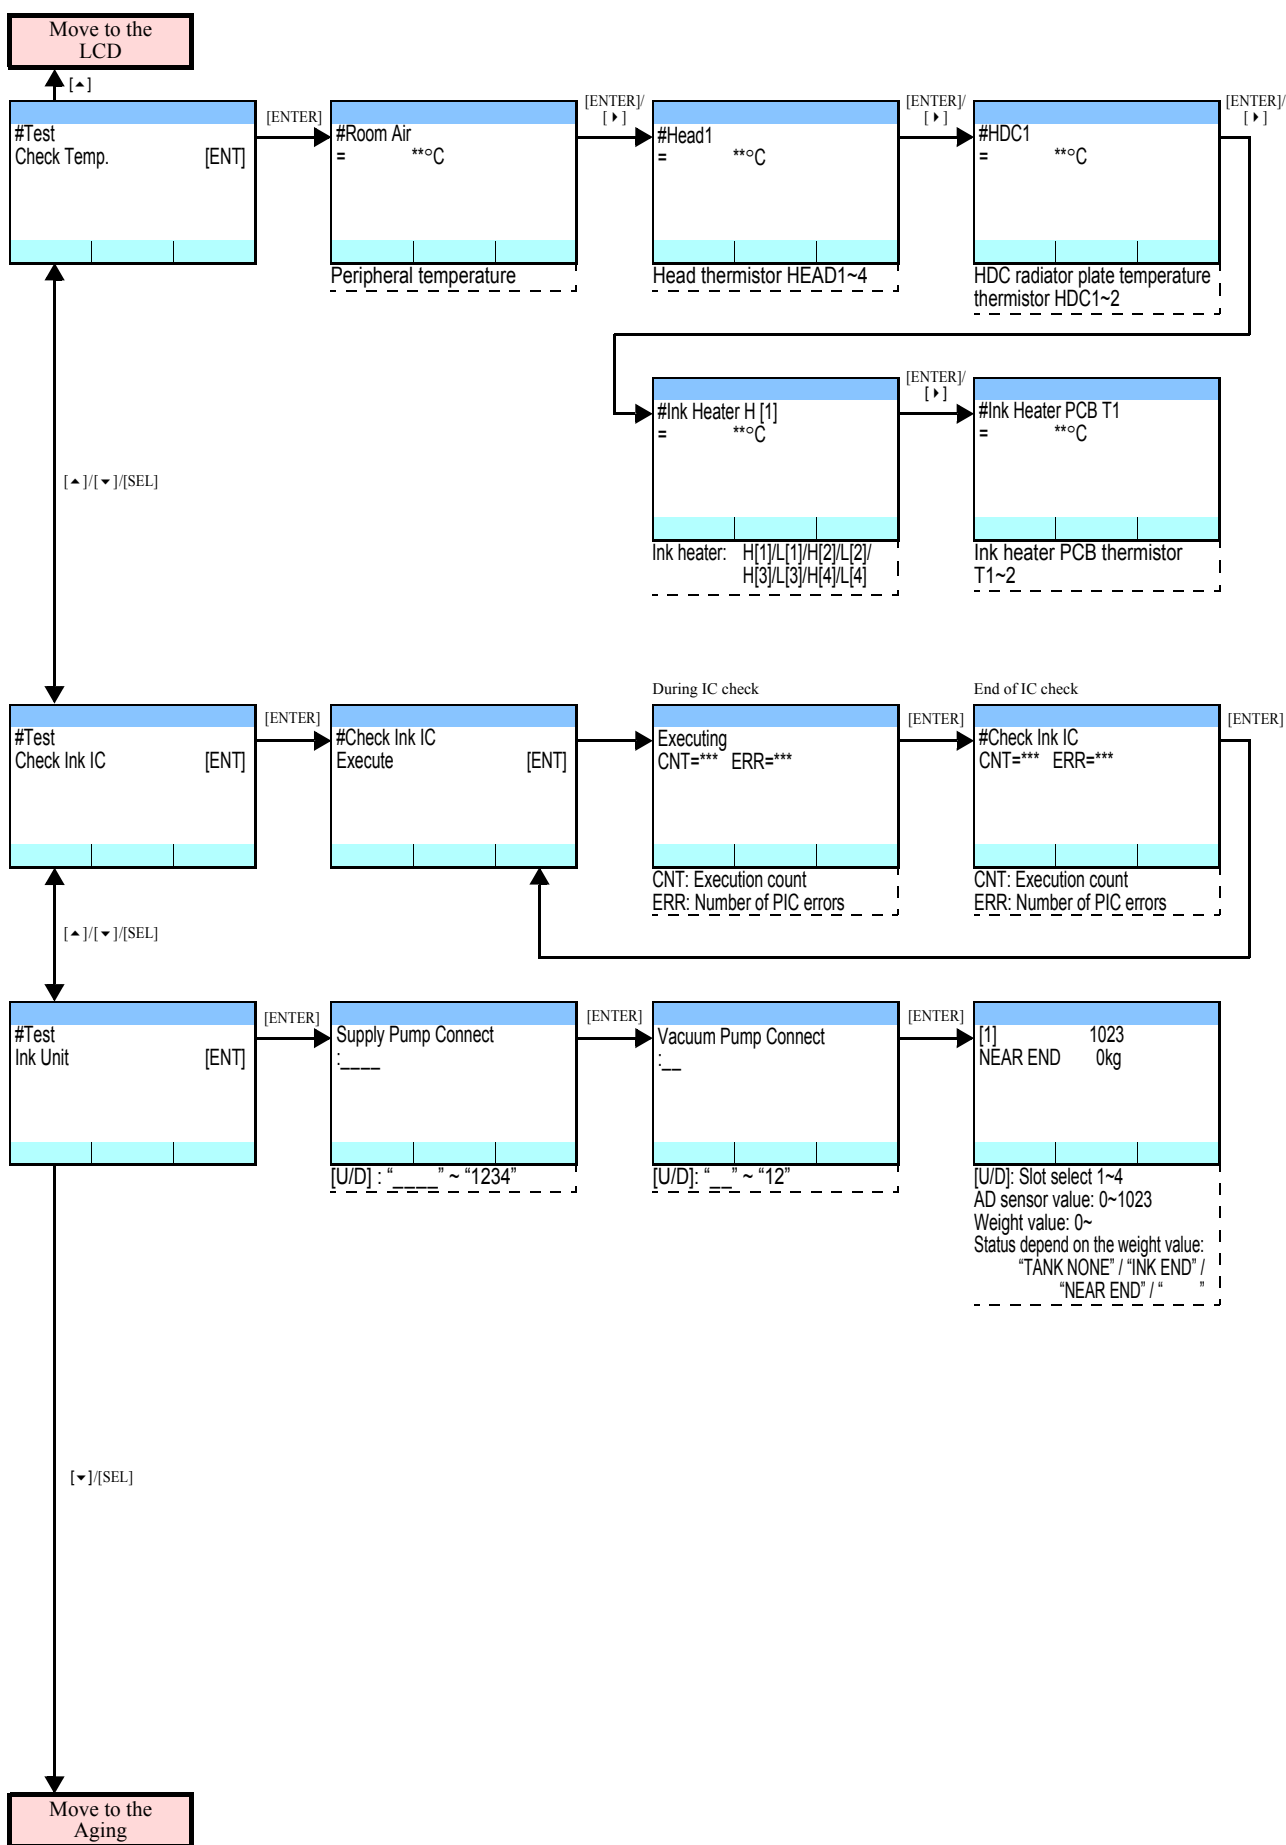 Move to the
LCD
[▲]
#Test
Check Temp. [ENT]
[ENTER]
#Room Air
= **°C
Peripheral temperature
[ENTER]/
[▶]
#Head1
= **°C
Head thermistor HEAD1~4
[ENTER]/
[▶]
#HDC1
= **°C
HDC radiator plate temperature
thermistor HDC1~2
[ENTER]/
[▶]
#Ink Heater H [1]
= **°C
Ink heater: H[1]/L[1]/H[2]/L[2]/
H[3]/L[3]/H[4]/L[4]
[ENTER]/
[▶]
#Ink Heater PCB T1
= **°C
Ink heater PCB thermistor
T1~2
[▲]/[▼]/[SEL]
#Test
Check Ink IC [ENT]
[ENTER]
#Check Ink IC
Execute [ENT]
During IC check
Executing
CNT=*** ERR=***
CNT: Execution count
ERR: Number of PIC errors
[ENTER]
End of IC check
#Check Ink IC
CNT=*** ERR=***
CNT: Execution count
ERR: Number of PIC errors
[ENTER]
[▲]/[▼]/[SEL]
#Test
Ink Unit [ENT]
[ENTER]
Supply Pump Connect
:____
[U/D] : “____” ~ “1234”
[ENTER]
Vacuum Pump Connect
:__
[U/D]: “__” ~ “12”
[ENTER]
[1] 1023
NEAR END 0kg
[U/D]: Slot select 1~4
AD sensor value: 0~1023
Weight value: 0~
Status depend on the weight value:
“TANK NONE” / “INK END” /
“NEAR END” / “ ”
[▼]/[SEL]
Move to the
Aging